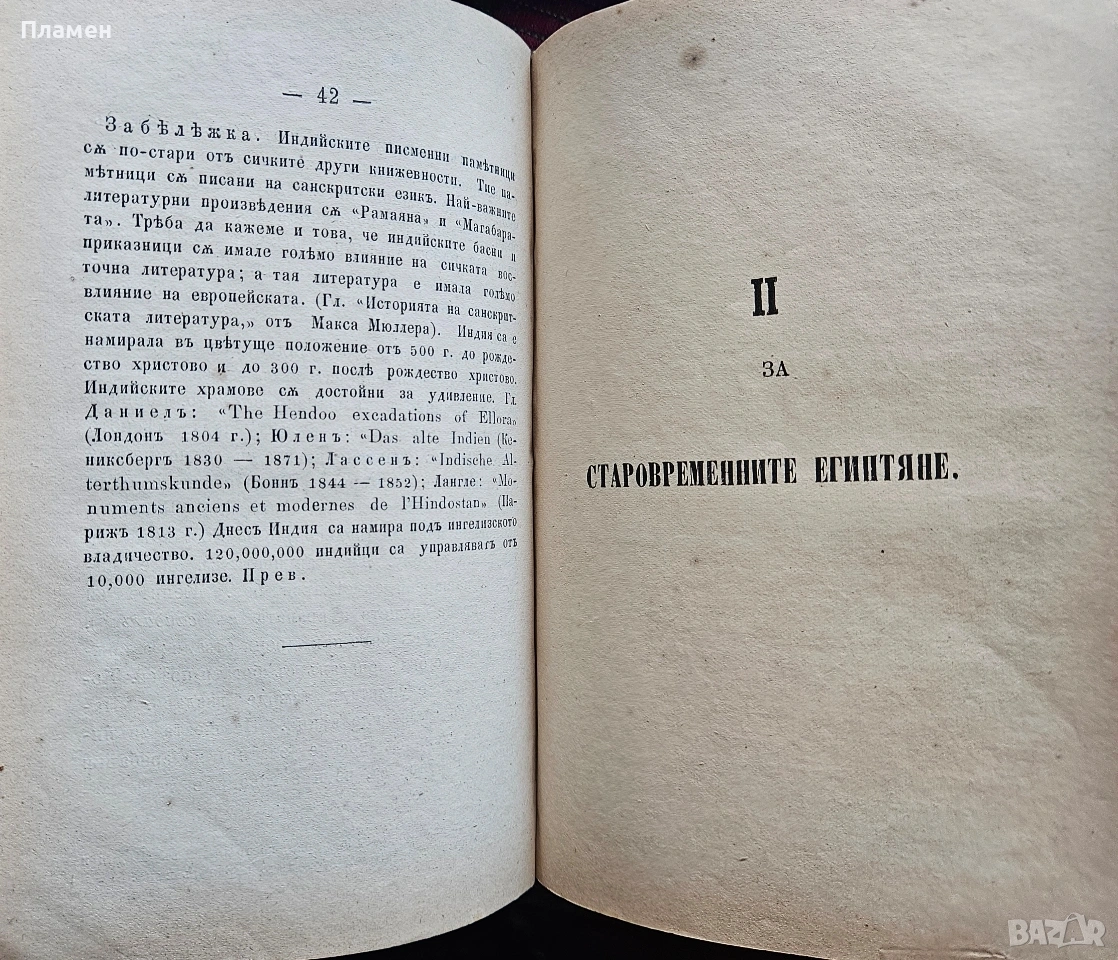 Пламен
— 42 —
Забѣлѣжка. Индийските писменни памѣтници
сѫ по-стари отъ сичките други книжевности. Тие па-
мѣтници сѫ писани на санскритски езикъ. Най-важните
литературни произвѣдения сѫ «Рамаяна» и «Магабара-
та». Трѣба да кажеме и това, че индийските басни и
приказници сѫ имале голѣмо влияние на сичката вос-
точна литература; а тая литература е имала голѣмо
влияние на европейската. (Гл. «Историята на санскрит-
ската литература,» отъ Макса Мюллера). Индия са е
намирала въ цвѣтуще положение отъ 500 г. до рожде-
ство христово и до 300 г. послѣ рождество христово.
Индийските храмове сѫ достойни за удивление. Гл.
Даниелъ: «The Hendoo excadations of Ellora»
(Лондонъ 1804 г.); Юленъ: «Das alte Indien (Ке-
никсбергъ 1830 — 1871); Лассенъ: «Indische Al-
terthumskunde» (Боннъ 1844 — 1852); Лангле: «Mo-
numents anciens et modernes de l'Hindostan» (Па-
рижъ 1813 г.) Днесъ Индия са намира подъ ингелизското
владичество. 120,000,000 индийци са управляватъ отъ
10,000 ингелизе. Прев.
II
ЗА
СТАРОВРЕМЕННИТЕ ЕГИПТЯНЕ.
BAZAR